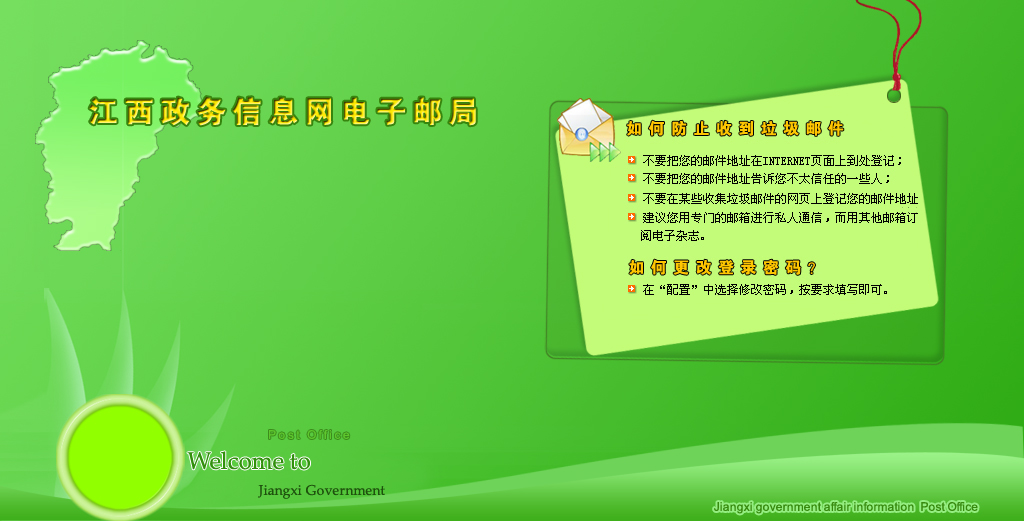 江西政务信息网电子邮局
如何防止收到垃圾邮件
不要把您的邮件地址在INTERNET页面上到处登记；
不要把您的邮件地址告诉您不太信任的一些人；
不要在某些收集垃圾邮件的网页上登记您的邮件地址
建议您用专门的邮箱进行私人通信，而用其他邮箱订
阅电子杂志。
如何更改登录密码？
在“配置”中选择修改密码，按要求填写即可。
Post Office
Welcome to
Jiangxi Government
Jiangxi government affair information Post Office